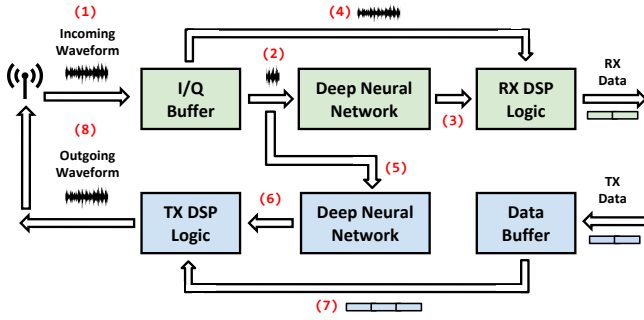 (1)
(4)
Incoming
Waveform
(2)
I/Q
Buffer
Deep Neural
Network
(3)
RX DSP
Logic
RX
Data
(8)
Outgoing
Waveform
(5)
(6)
TX DSP
Logic
Deep Neural
Network
Data
Buffer
TX
Data
(7)